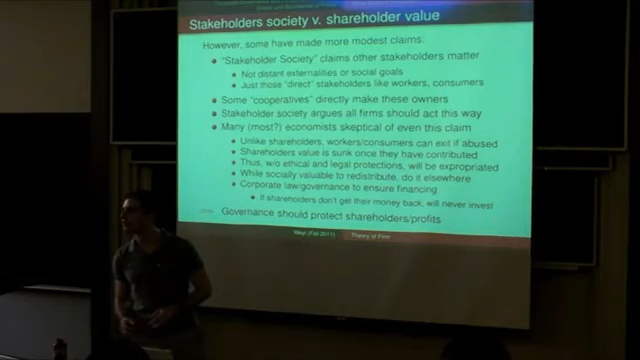 Stakeholders society v. shareholder value
However, some have made more modest claims:
"Stakeholder Society" claims other stakeholders matter
Not distant externalities or social goals
Just those "direct" stakeholders like workers, consumers
Some "cooperatives" directly make these owners
Stakeholder society argues all firms should act this way
Many (most?) economists skeptical of even this claim
Unlike shareholders, workers/consumers can exit if abused
Shareholders value is sunk once they have contributed
Thus, w/o ethical and legal protections, will be expropriated
While socially valuable to redistribute, do it elsewhere
Corporate law/governance to ensure financing
If shareholders don't get their money back, will never invest
Governance should protect shareholders/profits
(Fall 2011)
Theory of Firm